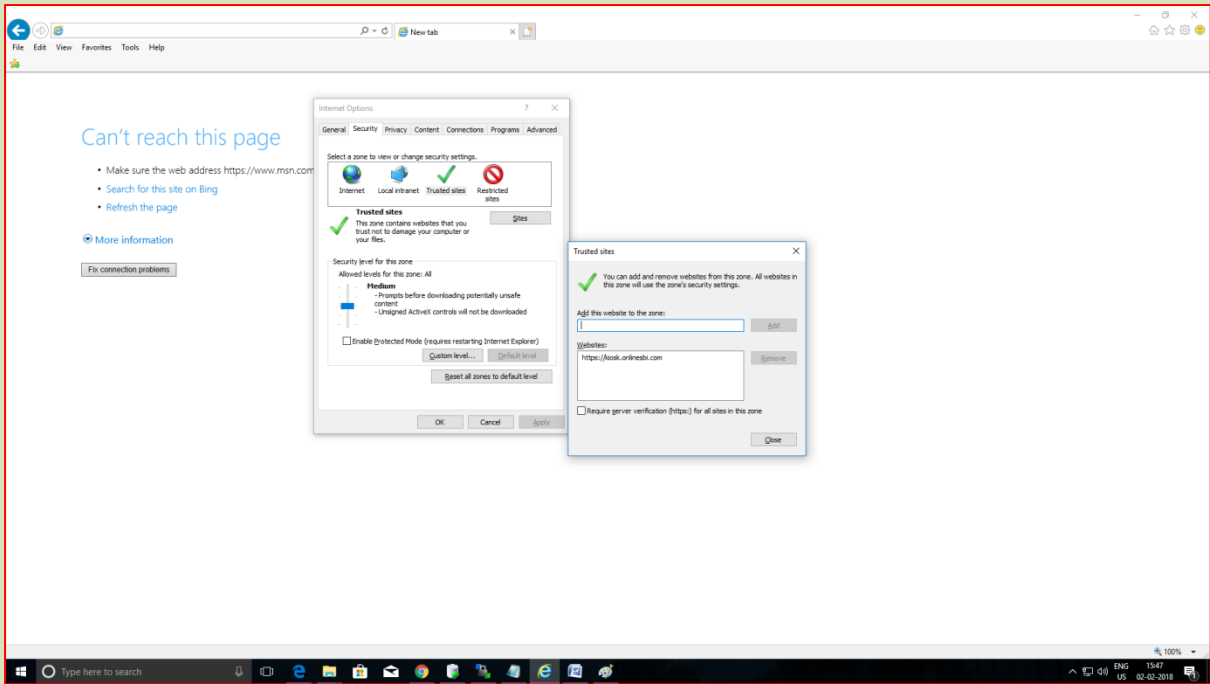 New tab
File Edit View Favorites Tools Help
Can't reach this page
• Make sure the web address https://www.msn.com
• Search for this site on Bing
• Refresh the page
More information
Fix connection problems
Internet Options
General Security Privacy Content Connections Programs Advanced
Select a zone to view or change security settings.
Internet Local intranet Trusted sites Restricted sites
Trusted sites
This zone contains websites that you
trust not to damage your computer or
your files.
Sites
Security level for this zone
Allowed levels for this zone: All
Medium
- Prompts before downloading potentially unsafe
content
- Unsigned ActiveX controls will not be downloaded
Enable Protected Mode (requires restarting Internet Explorer)
Custom level... Default level
Reset all zones to default level
OK Cancel Apply
Trusted sites
You can add and remove websites from this zone. All websites in
this zone will use the zone's security settings.
Add this website to the zone:
Add
Websites:
https://kiosk.onlinesbi.com
Remove
Require server verification (https:) for all sites in this zone
Close
100%
Type here to search
ENG 15:47
US 02-02-2018